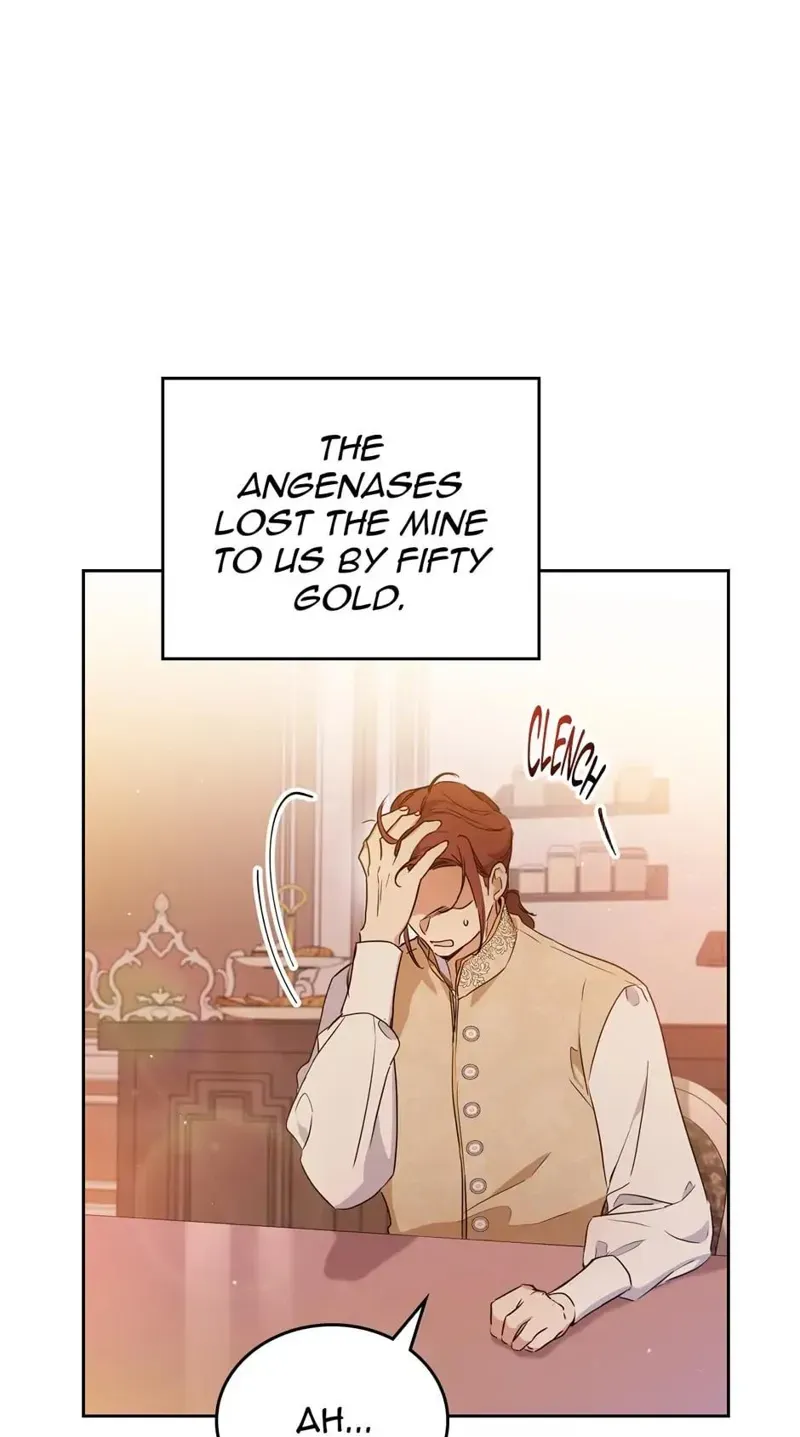 THE
ANGENASES
LOST THE MINE
TO US BY FIFTY
GOLD.
CLENCH
AH...